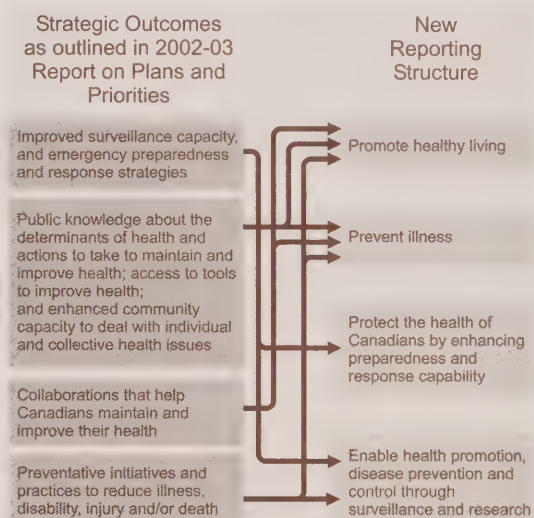 Strategic Outcomes
as outlined in 2002-03
Report on Plans and
Priorities
New
Reporting
Structure
Improved surveillance capacity,
and emergency preparedness
and response strategies
Public knowledge about the
determinants of health and
actions to take to maintain and
improve health; access to tools
to improve health;
and enhanced community
capacity to deal with individual
and collective health issues
Collaborations that help
Canadians maintain and
improve their health
Preventative initiatives and
practices to reduce illness,
disability, injury and/or death
Promote healthy living
Prevent illness
Protect the health of
Canadians by enhancing
preparedness and
response capability
Enable health promotion,
disease prevention and
control through
surveillance and research